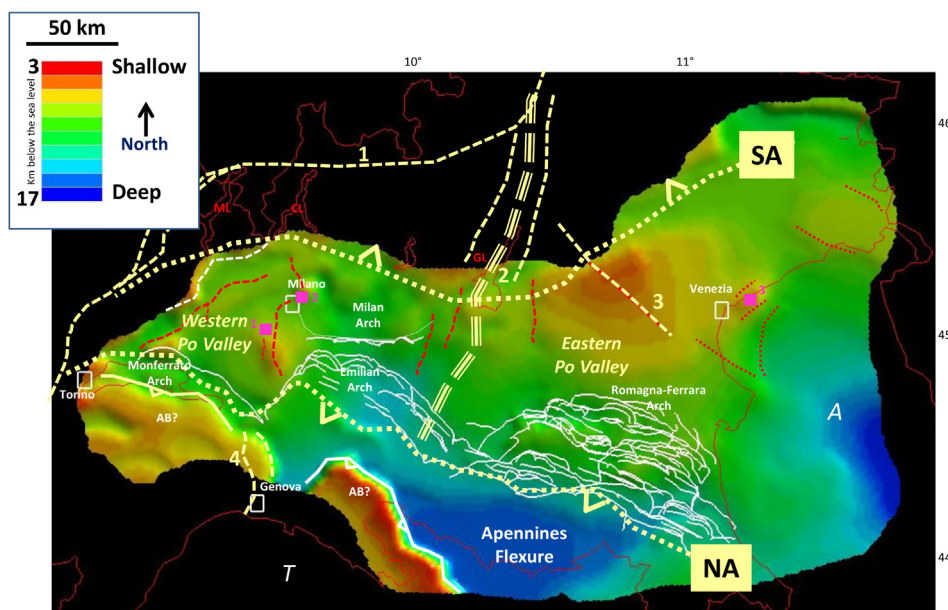 50 km
3
Shallow
Km below the sea level
North
17
Deep
10°
11°
46
45
44
1
SA
ML
CL
GL
2
3
Venezia
3
Milano
2
1
Western
Po Valley
Milan
Arch
Eastern
Po Valley
Monferrato
Arch
Emilian
Arch
Romagna-Ferrara
Arch
Torino
AB?
A
4
Genova
AB?
Apennines
Flexure
T
NA